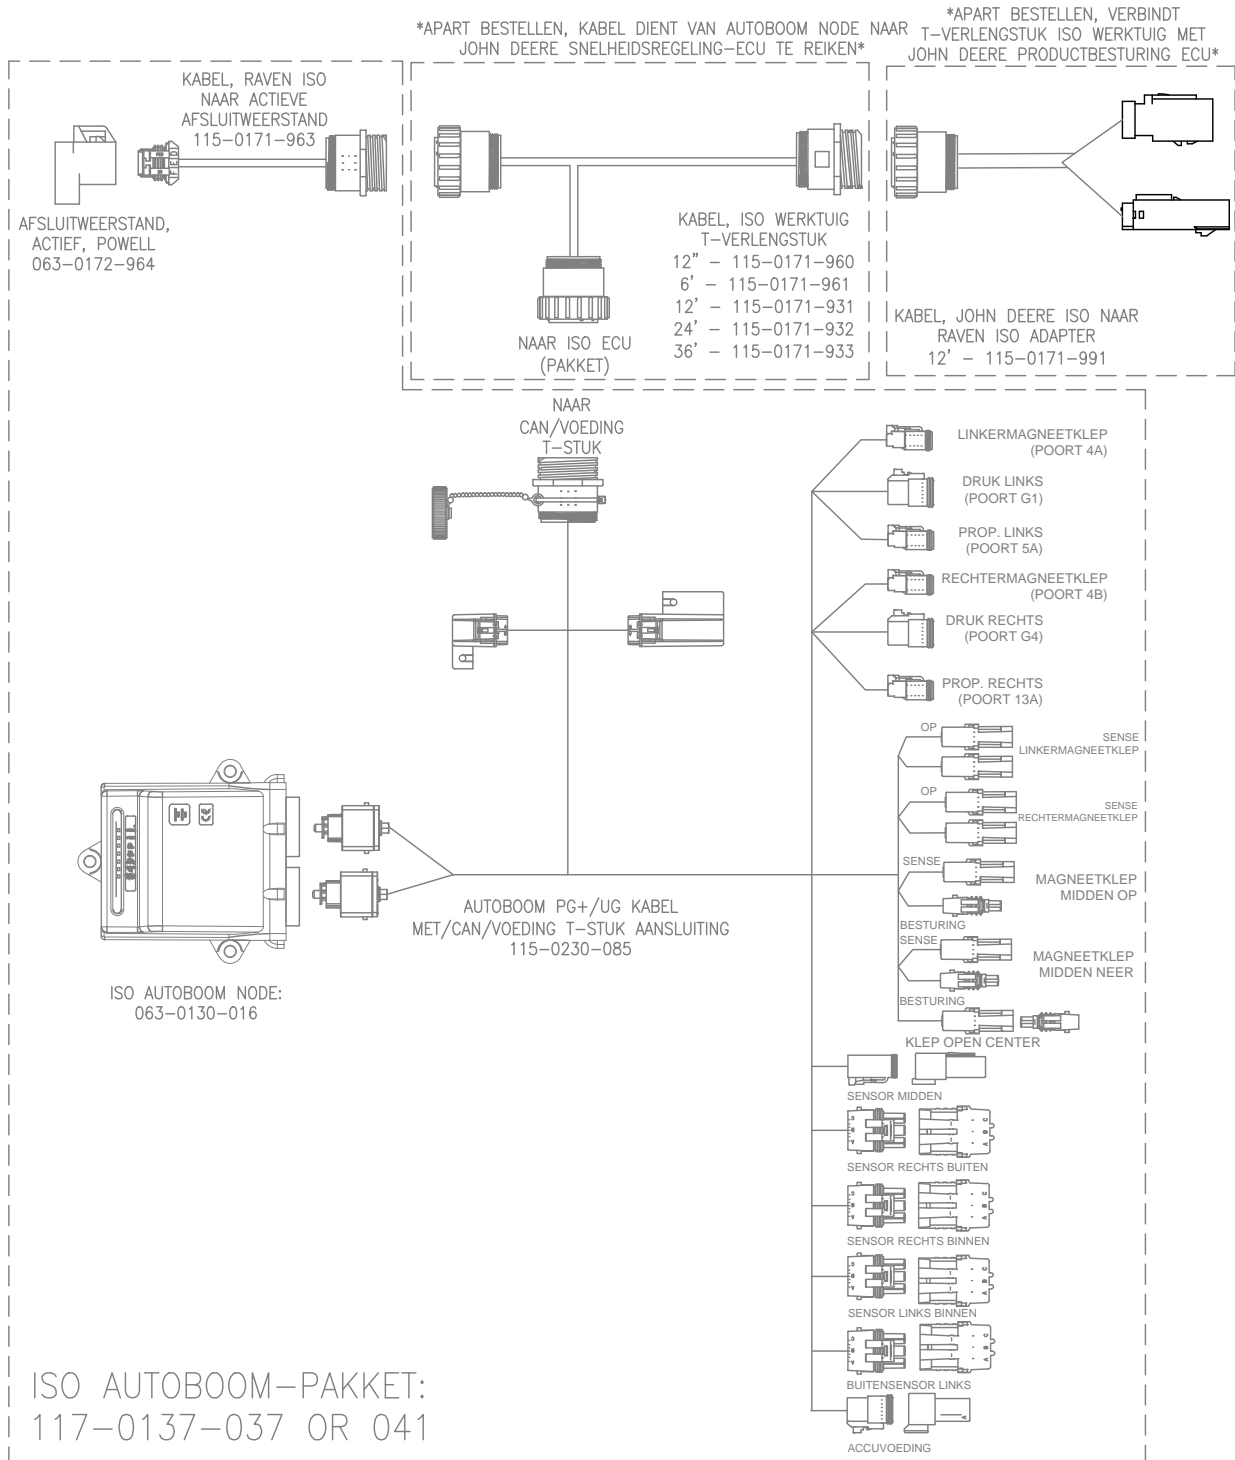 *APART BESTELLEN, KABEL DIENT VAN AUTOBOOM NODE NAAR
JOHN DEERE SNELHEIDSREGELING-ECU TE REIKEN*
*APART BESTELLEN, VERBINDT
T-VERLENGSTUK ISO WERKTUIG MET
JOHN DEERE PRODUCTBESTURING ECU*
KABEL, RAVEN ISO
NAAR ACTIEVE
AFSLUITWEERSTAND
115-0171-963
AFSLUITWEERSTAND,
ACTIEF, POWELL
063-0172-964
KABEL, ISO WERKTUIG
T-VERLENGSTUK
12" - 115-0171-960
6' - 115-0171-961
12' - 115-0171-931
24' - 115-0171-932
36' - 115-0171-933
NAAR ISO ECU
(PAKKET)
KABEL, JOHN DEERE ISO NAAR
RAVEN ISO ADAPTER
12' - 115-0171-991
NAAR
CAN/VOEDING
T-STUK
LINKERMAGNEETKLEP
(POORT 4A)
DRUK LINKS
(POORT G1)
PROP. LINKS
(POORT 5A)
RECHTERMAGNEETKLEP
(POORT 4B)
DRUK RECHTS
(POORT G4)
PROP. RECHTS
(POORT 13A)
OP
SENSE
LINKERMAGNEETKLEP
OP
SENSE
RECHTERMAGNEETKLEP
SENSE
MAGNEETKLEP
MIDDEN OP
BESTURING
SENSE
MAGNEETKLEP
MIDDEN NEER
BESTURING
KLEP OPEN CENTER
AUTOBOOM PG+/UG KABEL
MET/CAN/VOEDING T-STUK AANSLUITING
115-0230-085
ISO AUTOBOOM NODE:
063-0130-016
SENSOR MIDDEN
SENSOR RECHTS BUITEN
SENSOR RECHTS BINNEN
SENSOR LINKS BINNEN
BUITENSENSOR LINKS
ACCUVOEDING
ISO AUTOBOOM-PAKKET:
117-0137-037 OR 041